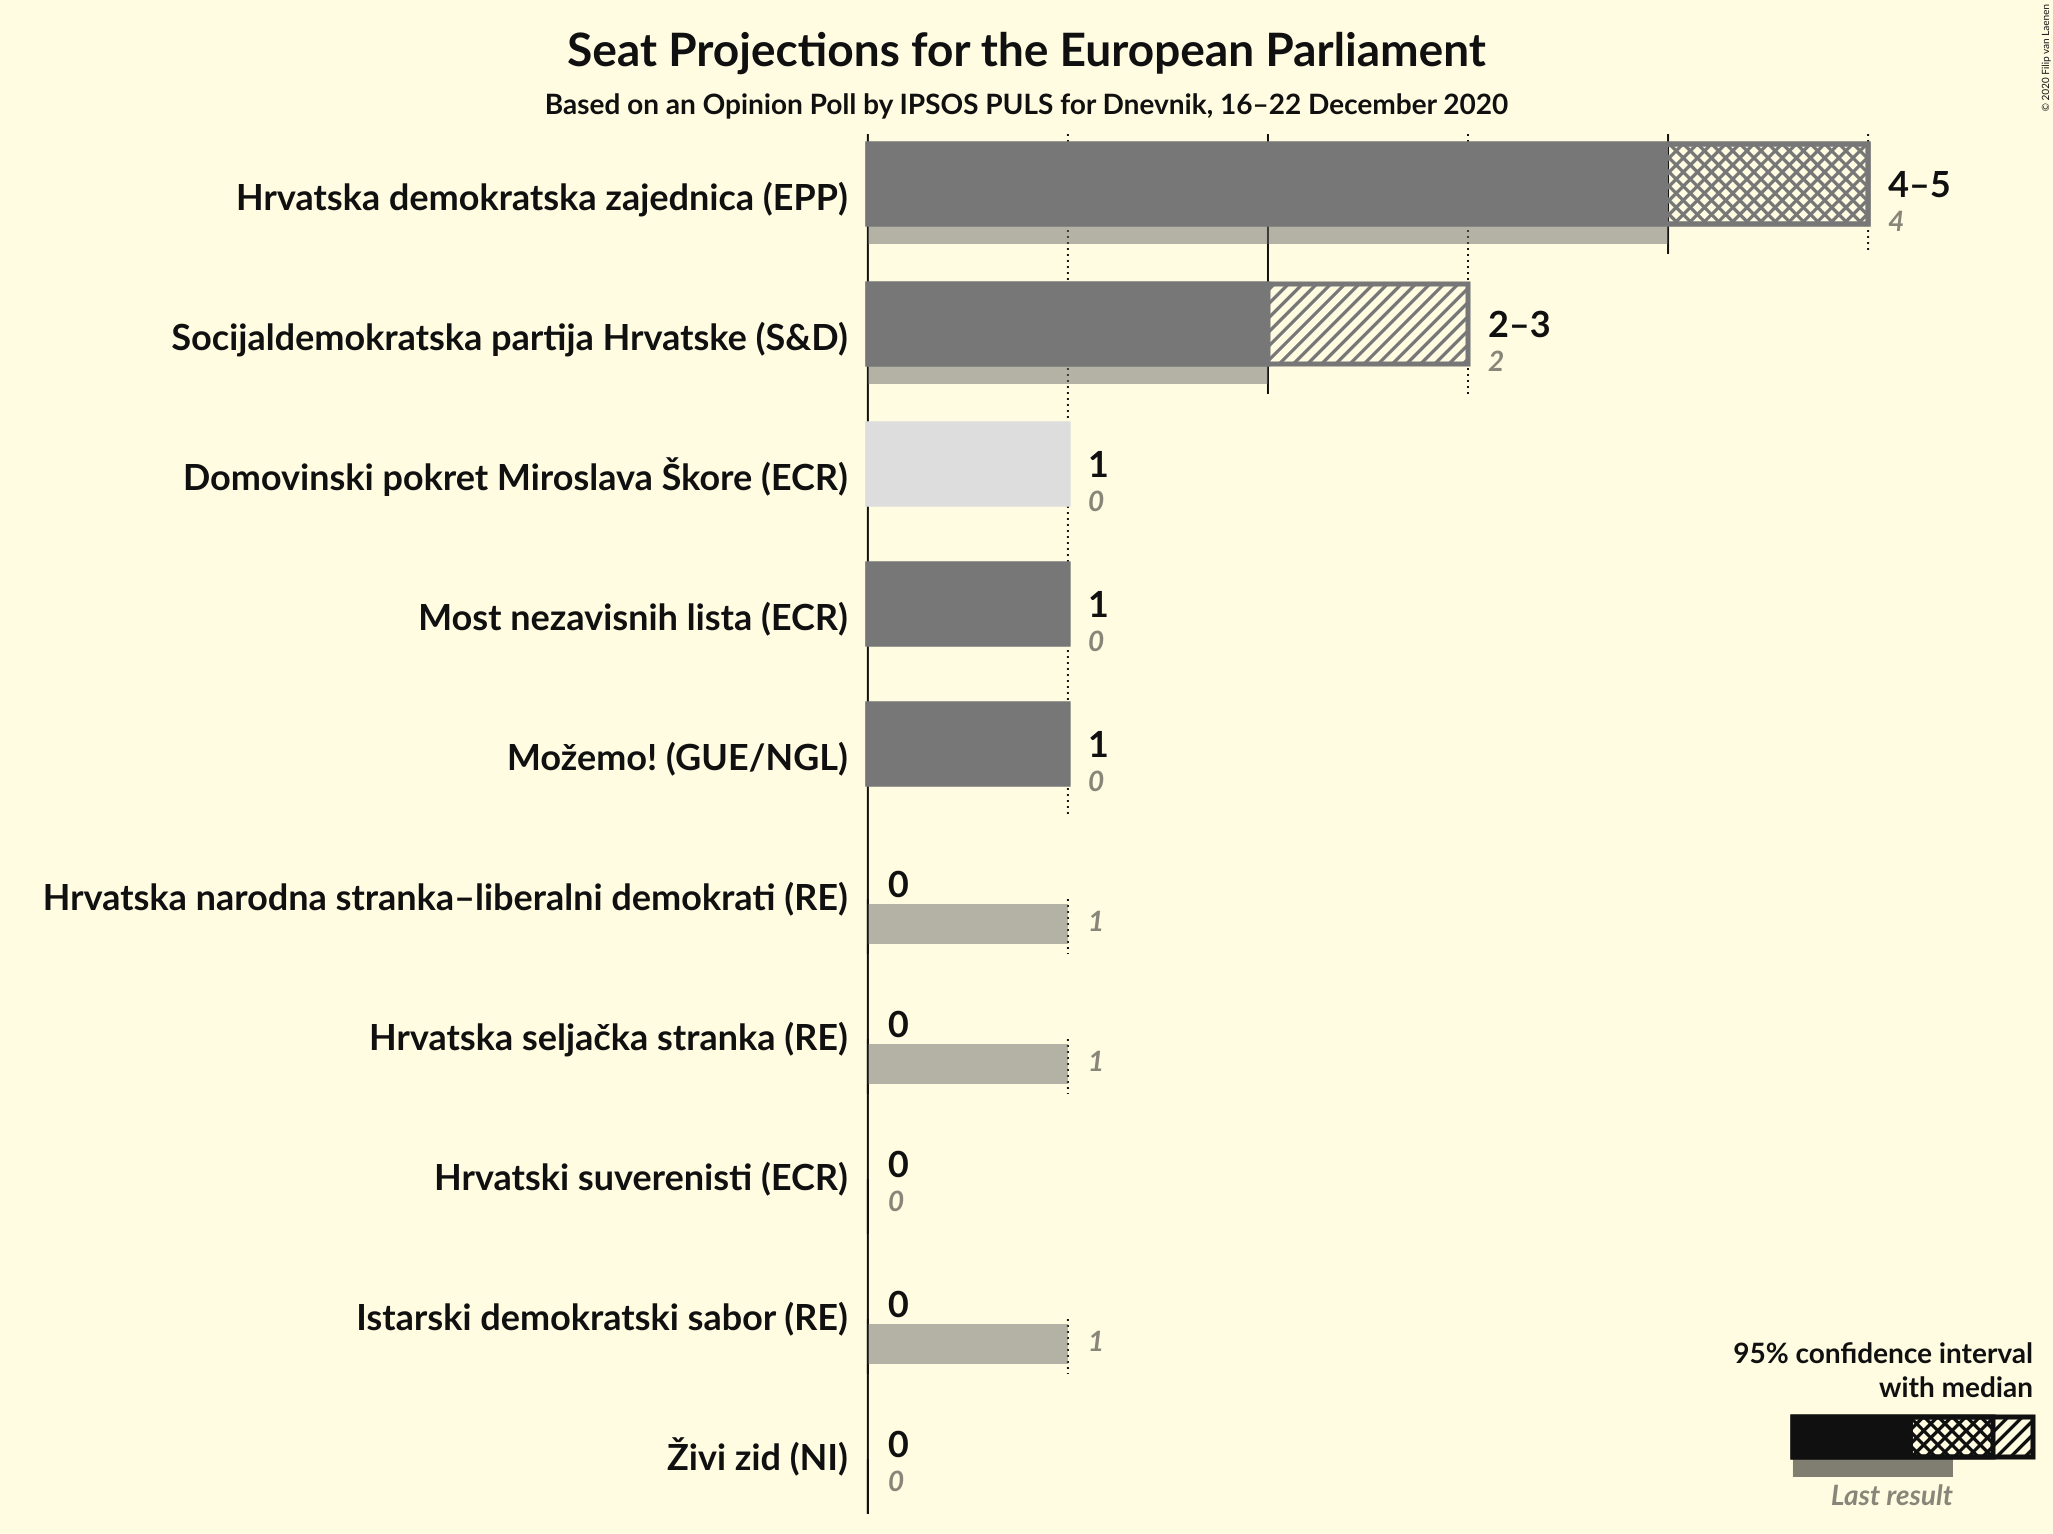 Seat Projections for the European Parliament
Based on an Opinion Poll by IPSOS PULS for Dnevnik, 16–22 December 2020
© 2020 Filip van Laenen
Hrvatska demokratska zajednica (EPP)
4–5
4
Socijaldemokratska partija Hrvatske (S&D)
2–3
2
Domovinski pokret Miroslava Škore (ECR)
1
0
Most nezavisnih lista (ECR)
1
0
Možemo! (GUE/NGL)
1
0
Hrvatska narodna stranka–liberalni demokrati (RE)
0
1
Hrvatska seljačka stranka (RE)
0
1
Hrvatski suverenisti (ECR)
0
0
Istarski demokratski sabor (RE)
0
1
Živi zid (NI)
0
0
95% confidence interval
with median
Last result